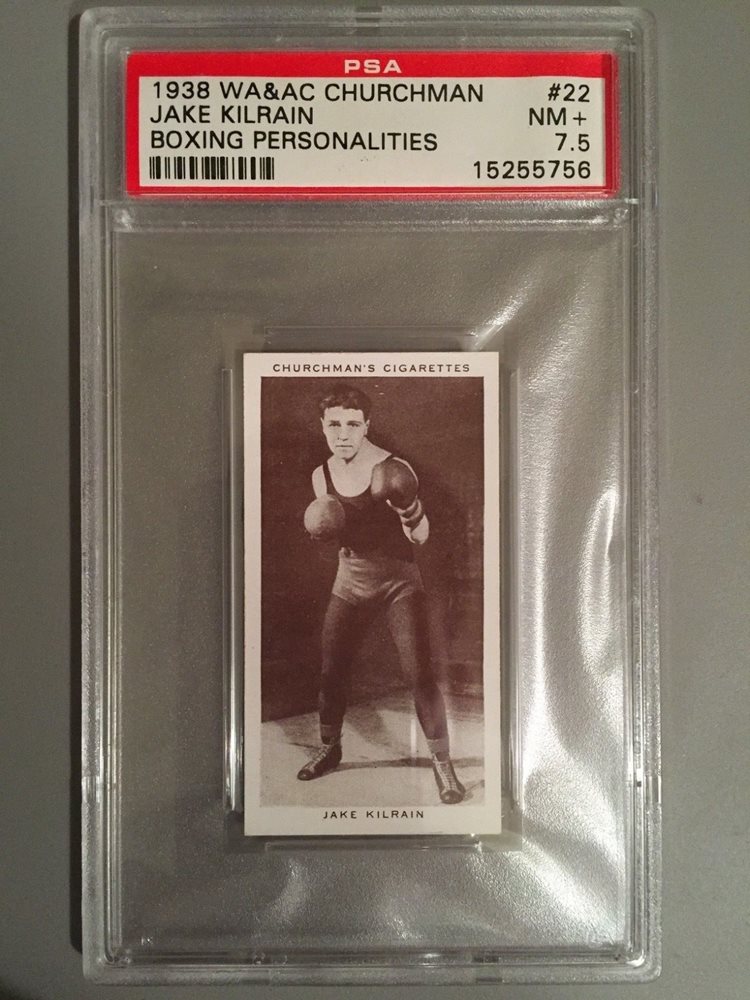 PSA
1938 WA&AC CHURCHMAN #22
JAKE KILRAIN NM+
BOXING PERSONALITIES 7.5
15255756
CHURCHMAN'S CIGARETTES
JAKE KILRAIN